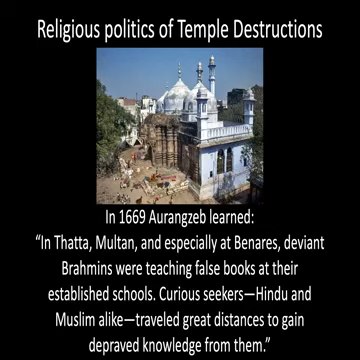 Religious politics of Temple Destructions
In 1669 Aurangzeb learned:
“In Thatta, Multan, and especially at Benares, deviant
Brahmins were teaching false books at their
established schools. Curious seekers—Hindu and
Muslim alike—traveled great distances to gain
depraved knowledge from them.”